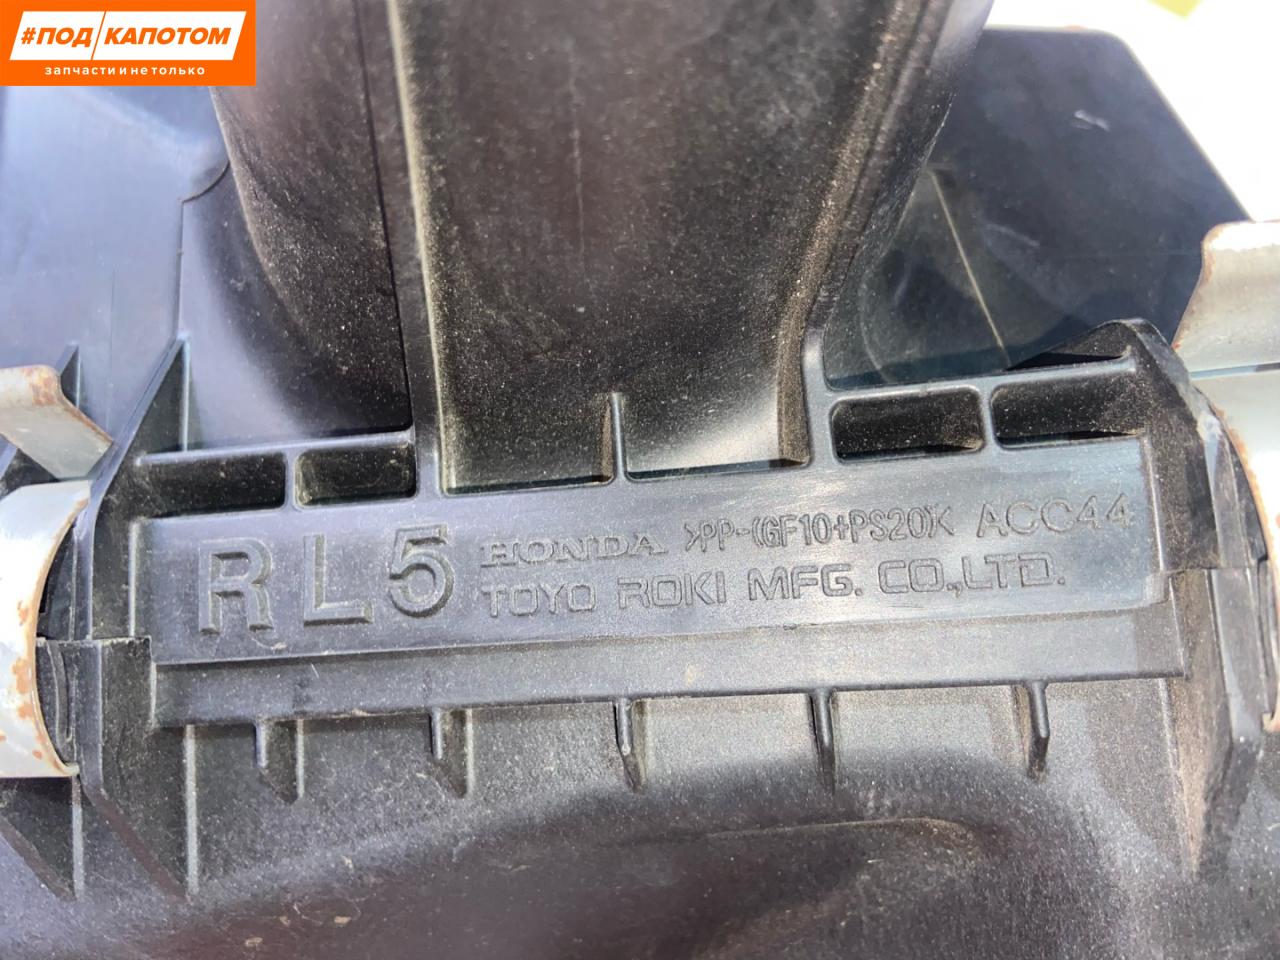 #ПОД/КАПОТОМ
запчасти и не только
RL5 HONDA >PP-(GF10+PS20)< ACC44
TOYO ROKI MFG. CO.,LTD.